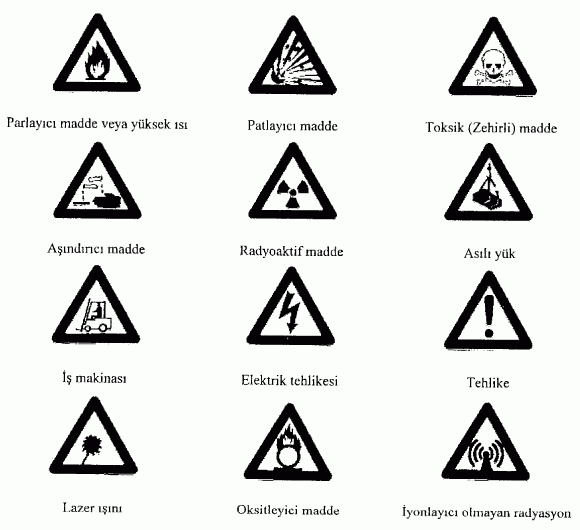 Parlayıcı madde veya yüksek ısı
Patlayıcı madde
Toksik (Zehirli) madde
Aşındırıcı madde
Radyoaktif madde
Asılı yük
İş makinası
Elektrik tehlikesi
Tehlike
Lazer ışını
Oksitleyici madde
İyonlayıcı olmayan radyasyon